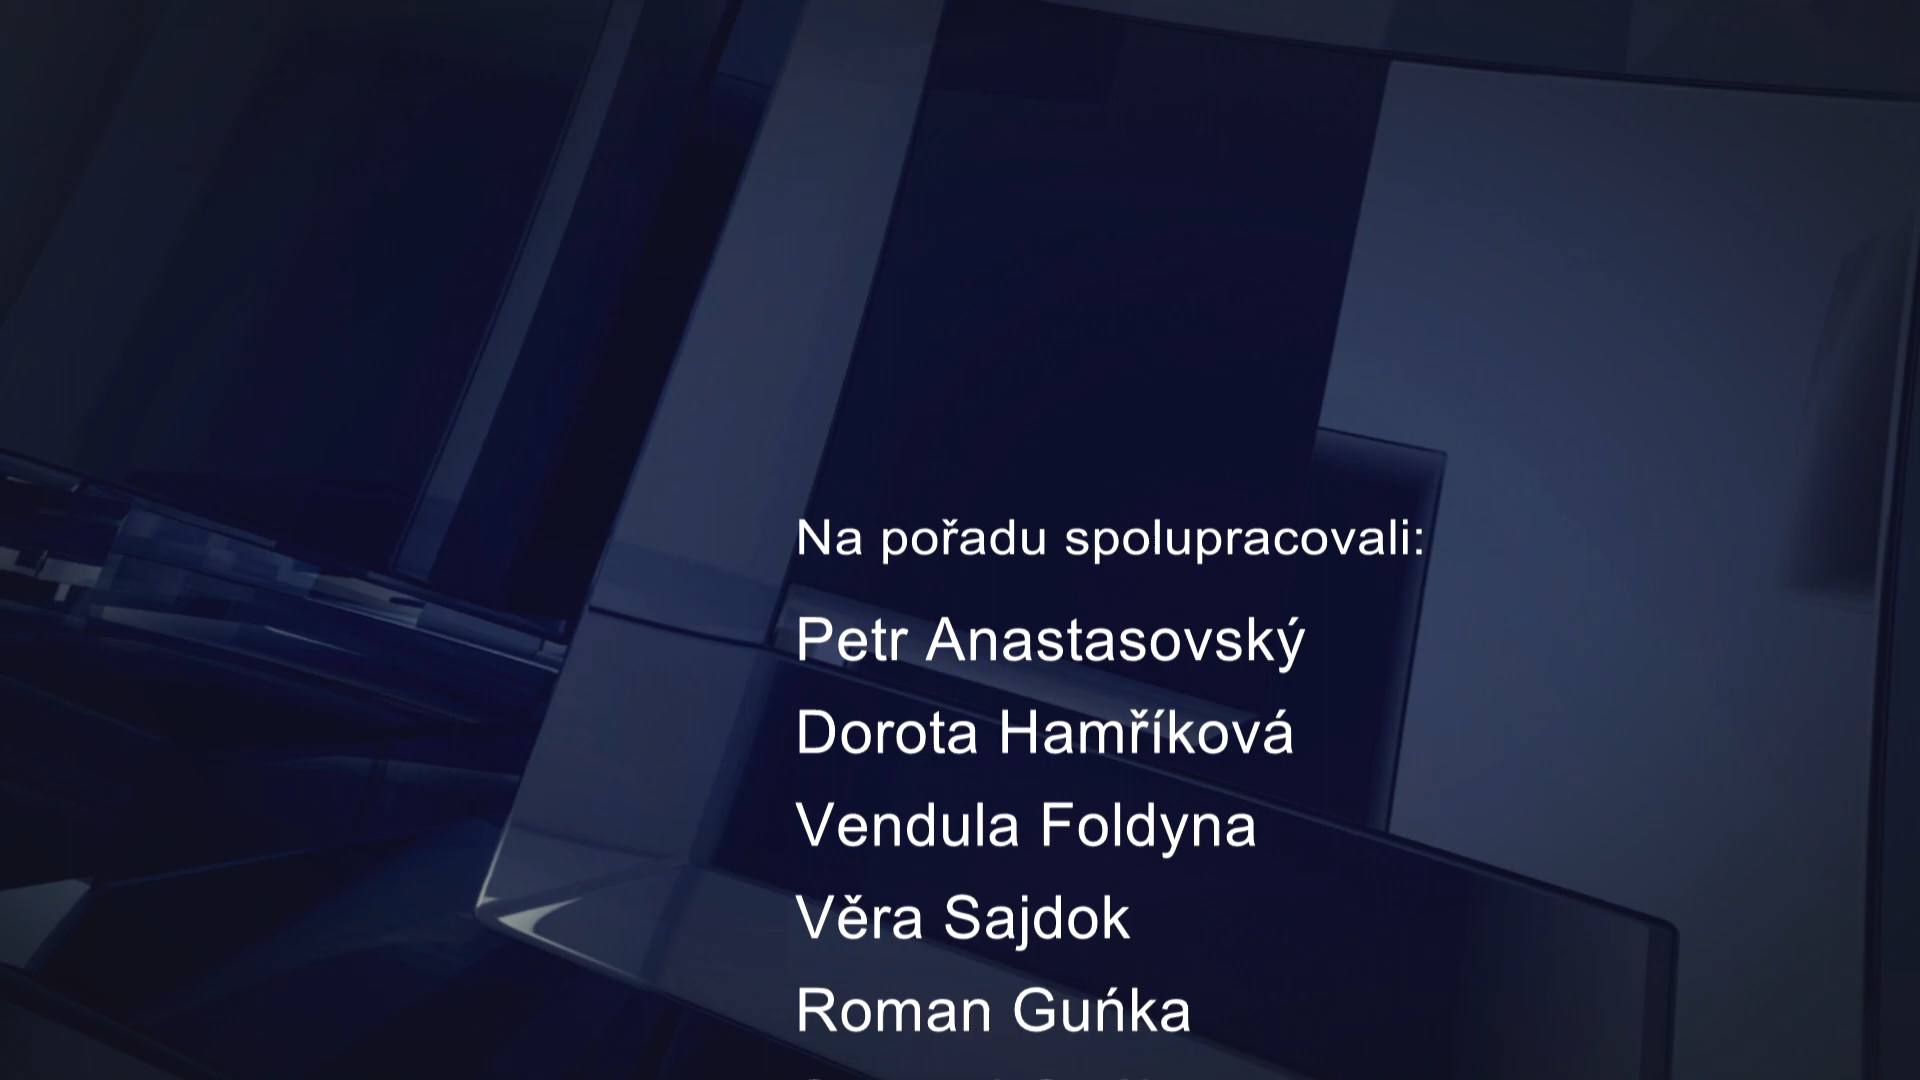 Na pořadu spolupracovali:
Petr Anastasovský
Dorota Hamříková
Vendula Foldyna
Věra Sajdok
Roman Guńka